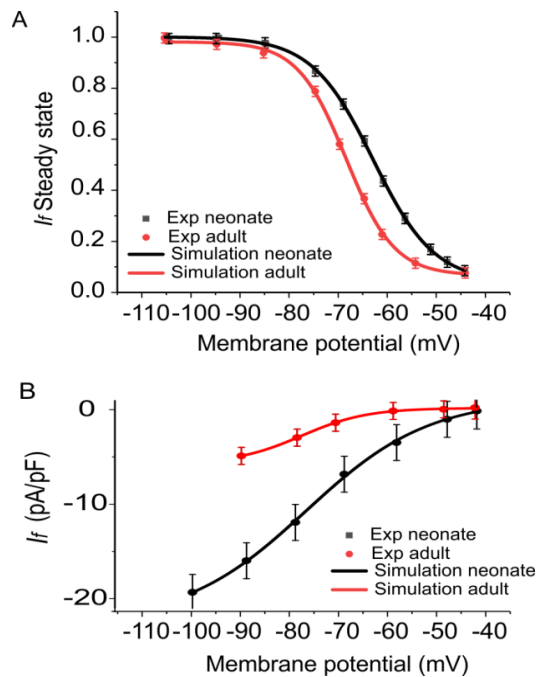 A
If Steady state
1.0
0.8
0.6
0.4
0.2
0.0
Exp neonate
Exp adult
Simulation neonate
Simulation adult
-110 -100 -90 -80 -70 -60 -50 -40
Membrane potential (mV)
B
If (pA/pF)
0
-10
-20
Exp neonate
Exp adult
Simulation neonate
Simulation adult
-110 -100 -90 -80 -70 -60 -50 -40
Membrane potential (mV)